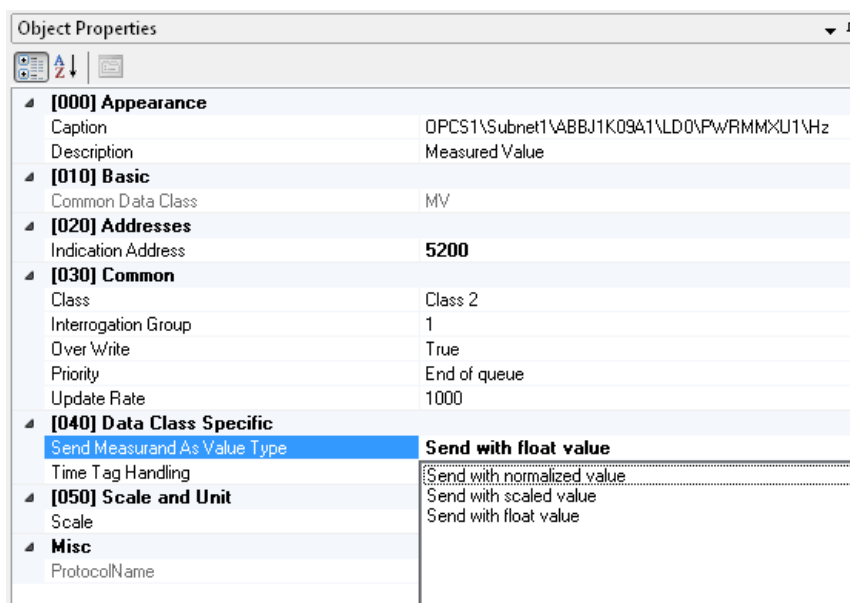 Object Properties
[000] Appearance
Caption OPCS1\Subnet1\ABBJ1K09A1\LD0\PWRMMXU1\Hz
Description Measured Value
[010] Basic
Common Data Class MV
[020] Addresses
Indication Address 5200
[030] Common
Class Class 2
Interrogation Group 1
Over Write True
Priority End of queue
Update Rate 1000
[040] Data Class Specific
Send Measurand As Value Type Send with float value
Time Tag Handling Send with normalized value
[050] Scale and Unit Send with scaled value
Scale Send with float value
Misc
ProtocolName